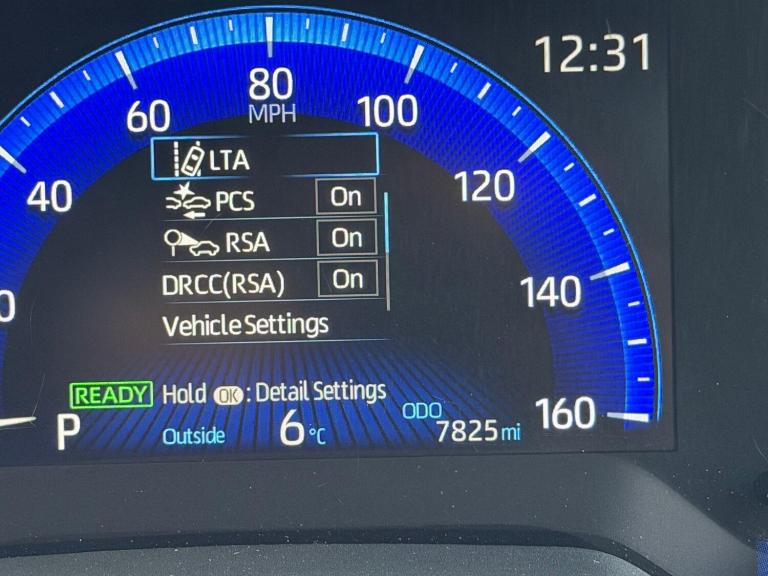 12:31
80
MPH
60
100
LTA
40
120
PCS On
RSA On
DRCC(RSA) On
140
0
Vehicle Settings
READY Hold OK : Detail Settings
ODO
160
P
Outside 6 °C
7825 mi